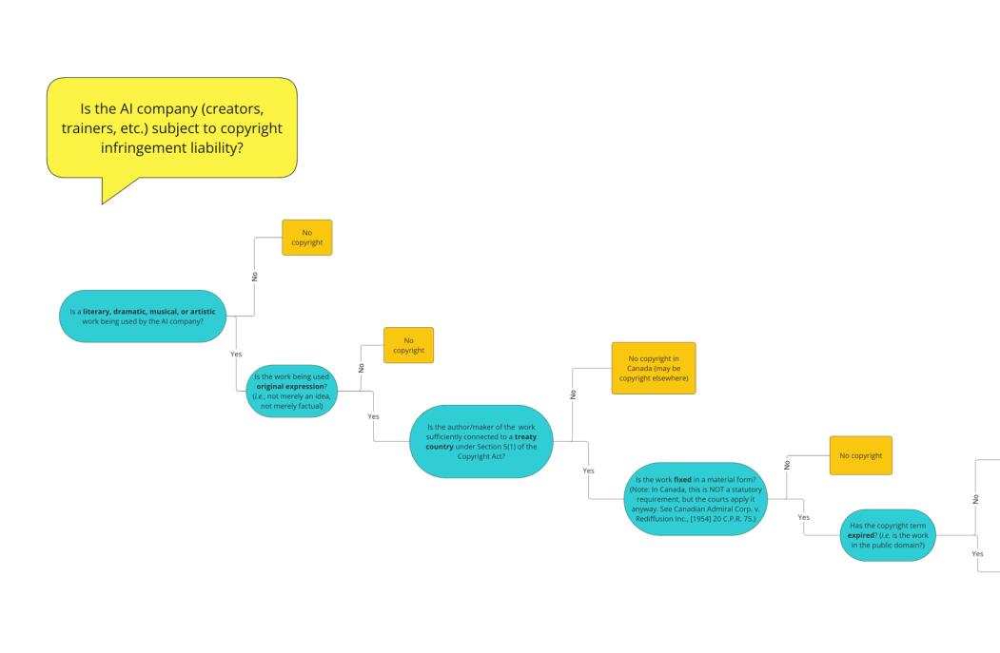 Is the AI company (creators,
trainers, etc.) subject to copyright
infringement liability?
No
copyright
No
Is a literary, dramatic, musical, or artistic
work being used by the AI company?
Yes
No
copyright
No
Is the work being used
original expression?
(i.e., not merely an idea,
not merely factual)
Yes
No copyright in
Canada (may be
copyright elsewhere)
No
Is the author/maker of the work
sufficiently connected to a treaty
country under Section 5(1) of the
Copyright Act?
Yes
No copyright
No
Is the work fixed in a material form?
(Note: In Canada, this is NOT a statutory
requirement, but the courts apply it
anyway. See Canadian Admiral Corp. v.
Rediffusion Inc., [1954] 20 C.P.R. 75.)
Yes
No
Has the copyright term
expired? (i.e. is the work
in the public domain?)
Yes